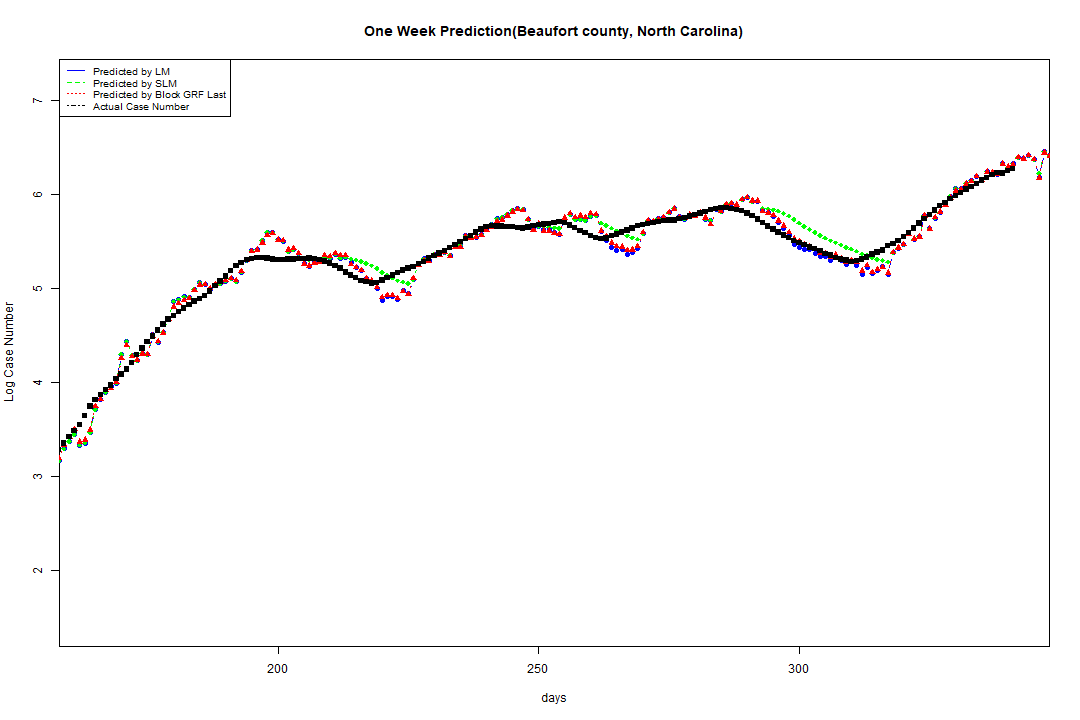 One Week Prediction(Beaufort county, North Carolina)
Predicted by LM
Predicted by SLM
Predicted by Block GRF Last
Actual Case Number
7
6
5
4
3
2
Log Case Number
200 250 300
days